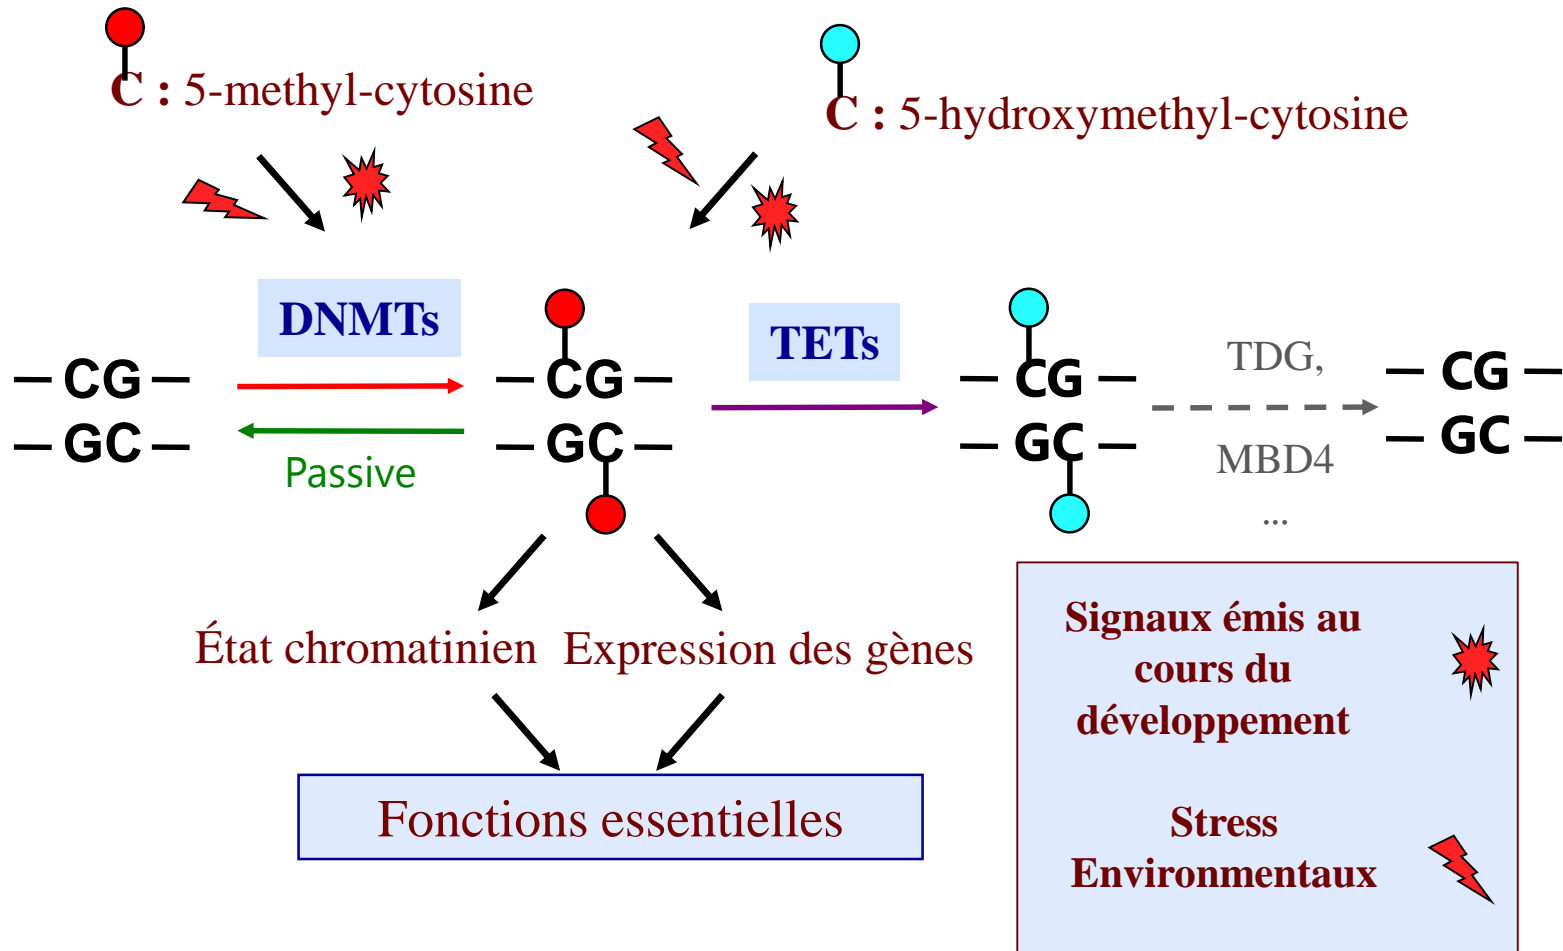 C : 5-methyl-cytosine
C : 5-hydroxymethyl-cytosine
DNMTs
TETs
— CG —
— GC —
Passive
— CG —
— GC —
— CG —
— GC —
TDG,
MBD4
...
— CG —
— GC —
État chromatinien
Expression des gènes
Fonctions essentielles
Signaux émis au
cours du
développement
Stress
Environmentaux